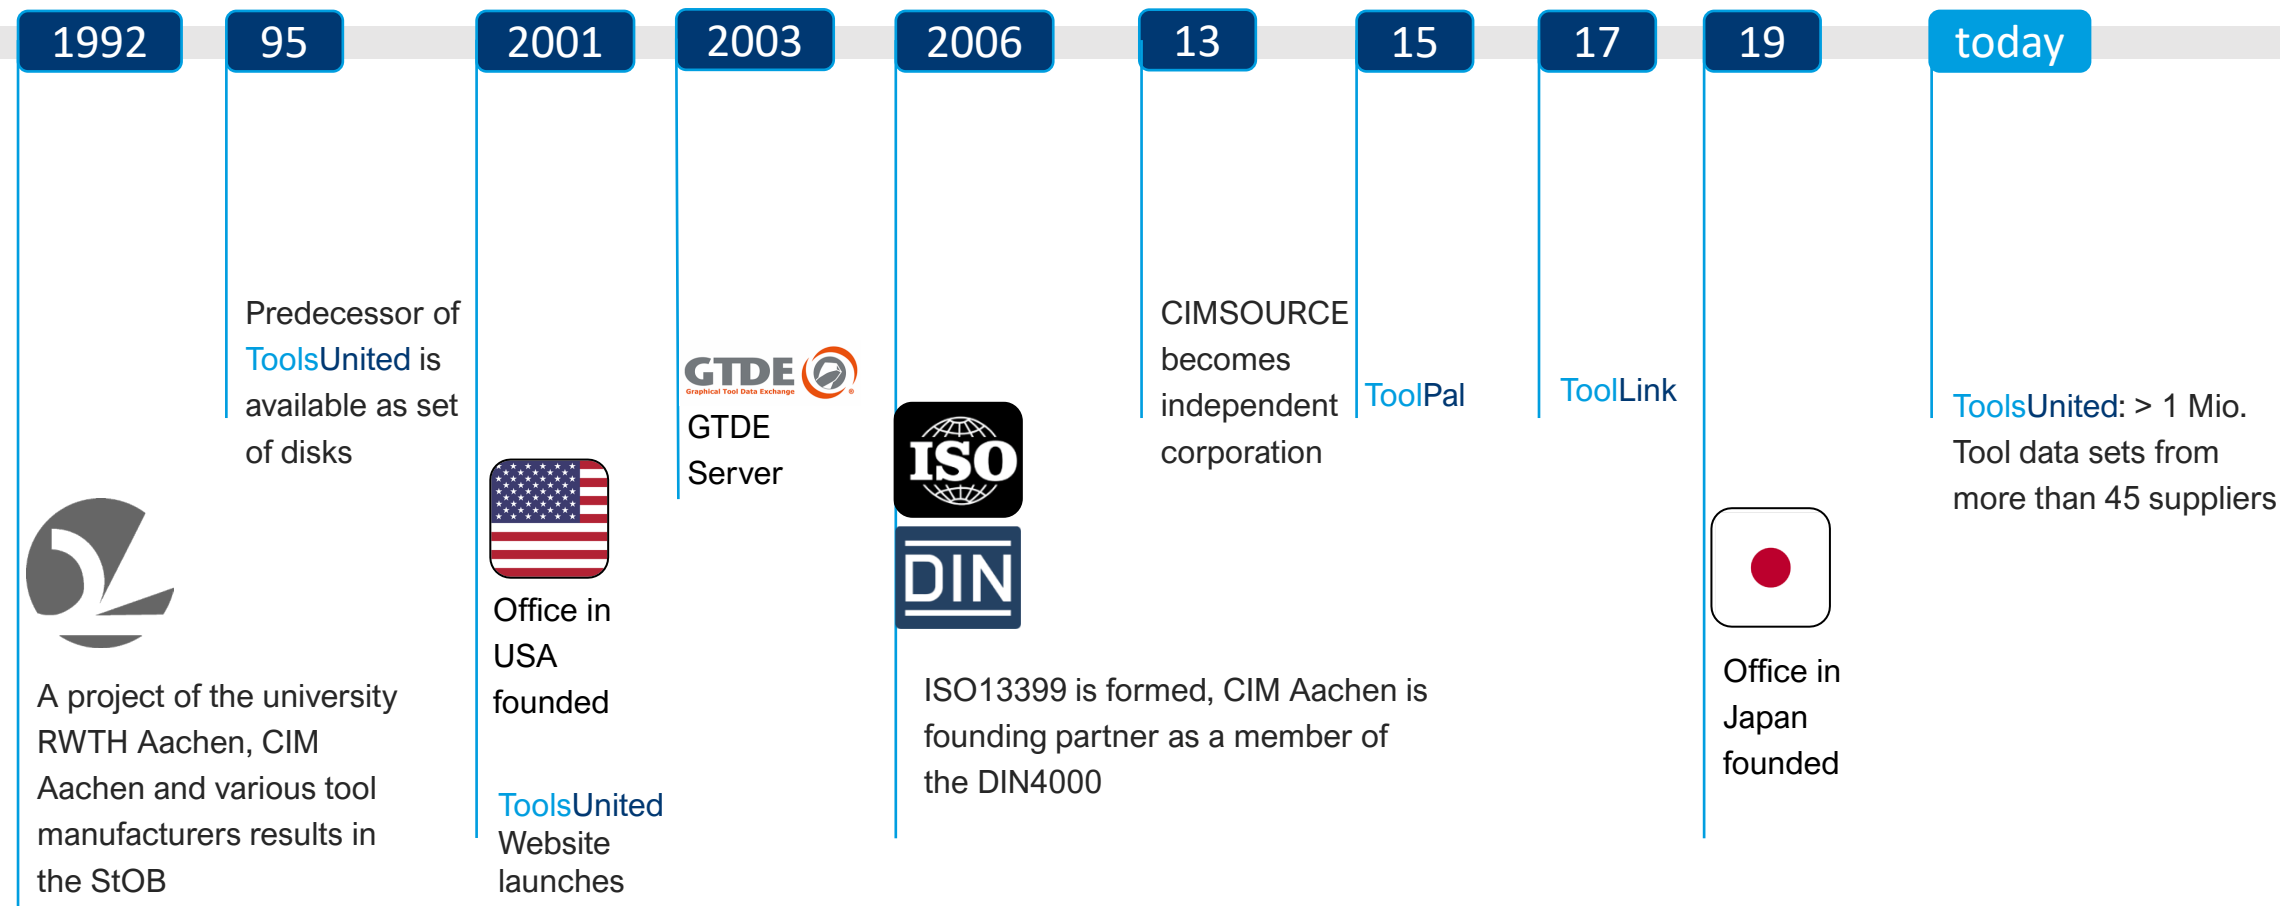 1992
95
2001
2003
2006
13
15
17
19
today
A project of the university
RWTH Aachen, CIM
Aachen and various tool
manufacturers results in
the StOB
Predecessor of
ToolsUnited is
available as set
of disks
Office in
USA
founded
ToolsUnited
Website
launches
GTDE
Graphical Tool Data Exchange
®
GTDE
Server
ISO
DIN
ISO13399 is formed, CIM Aachen is
founding partner as a member of
the DIN4000
CIMSOURCE
becomes
independent
corporation
ToolPal
ToolLink
Office in
Japan
founded
ToolsUnited: > 1 Mio.
Tool data sets from
more than 45 suppliers